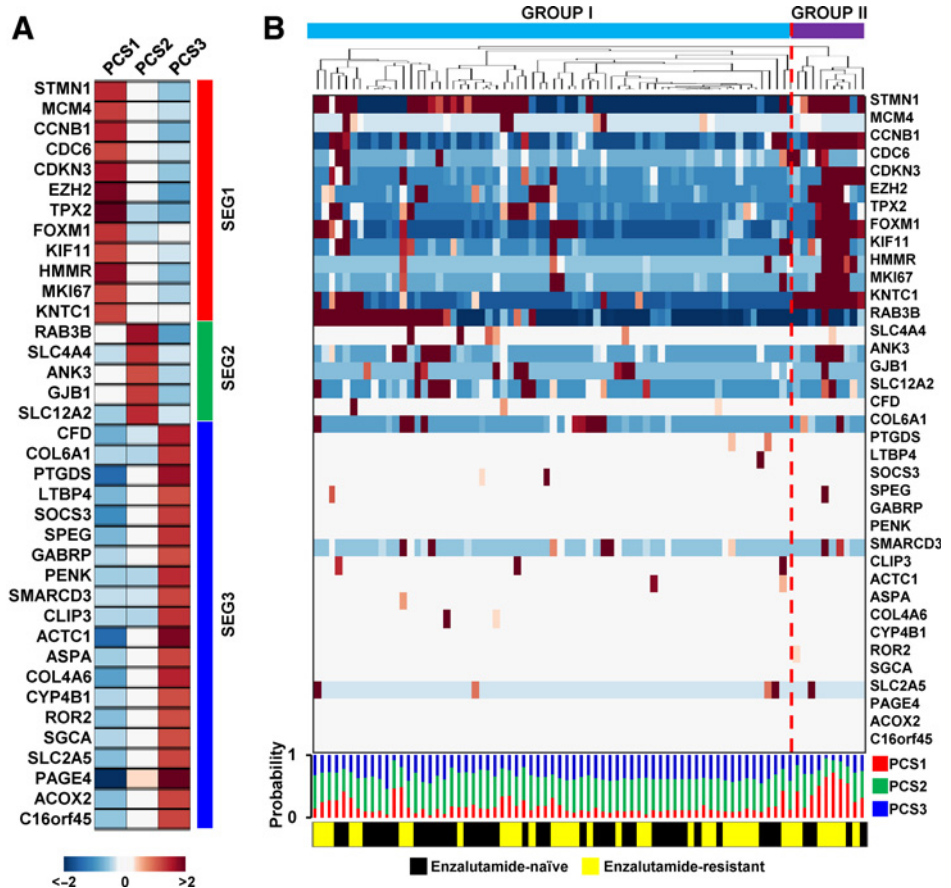 A
PCS1 PCS2 PCS3
STMN1
MCM4
CCNB1
CDC6
CDKN3
EZH2
TPX2
FOXM1
KIF11
HMMR
MKI67
KNTC1
RAB3B
SLC4A4
ANK3
GJB1
SLC12A2
CFD
COL6A1
PTGDS
LTBP4
SOCS3
SPEG
GABRP
PENK
SMARCD3
CLIP3
ACTC1
ASPA
COL4A6
CYP4B1
ROR2
SGCA
SLC2A5
PAGE4
ACOX2
C16orf45
SEG1
SEG2
SEG3
<-2 0 >2
B
GROUP I GROUP II
STMN1
MCM4
CCNB1
CDC6
CDKN3
EZH2
TPX2
FOXM1
KIF11
HMMR
MKI67
KNTC1
RAB3B
SLC4A4
ANK3
GJB1
SLC12A2
CFD
COL6A1
PTGDS
LTBP4
SOCS3
SPEG
GABRP
PENK
SMARCD3
CLIP3
ACTC1
ASPA
COL4A6
CYP4B1
ROR2
SGCA
SLC2A5
PAGE4
ACOX2
C16orf45
Probability
1
0
PCS1
PCS2
PCS3
Enzalutamide-naïve Enzalutamide-resistant